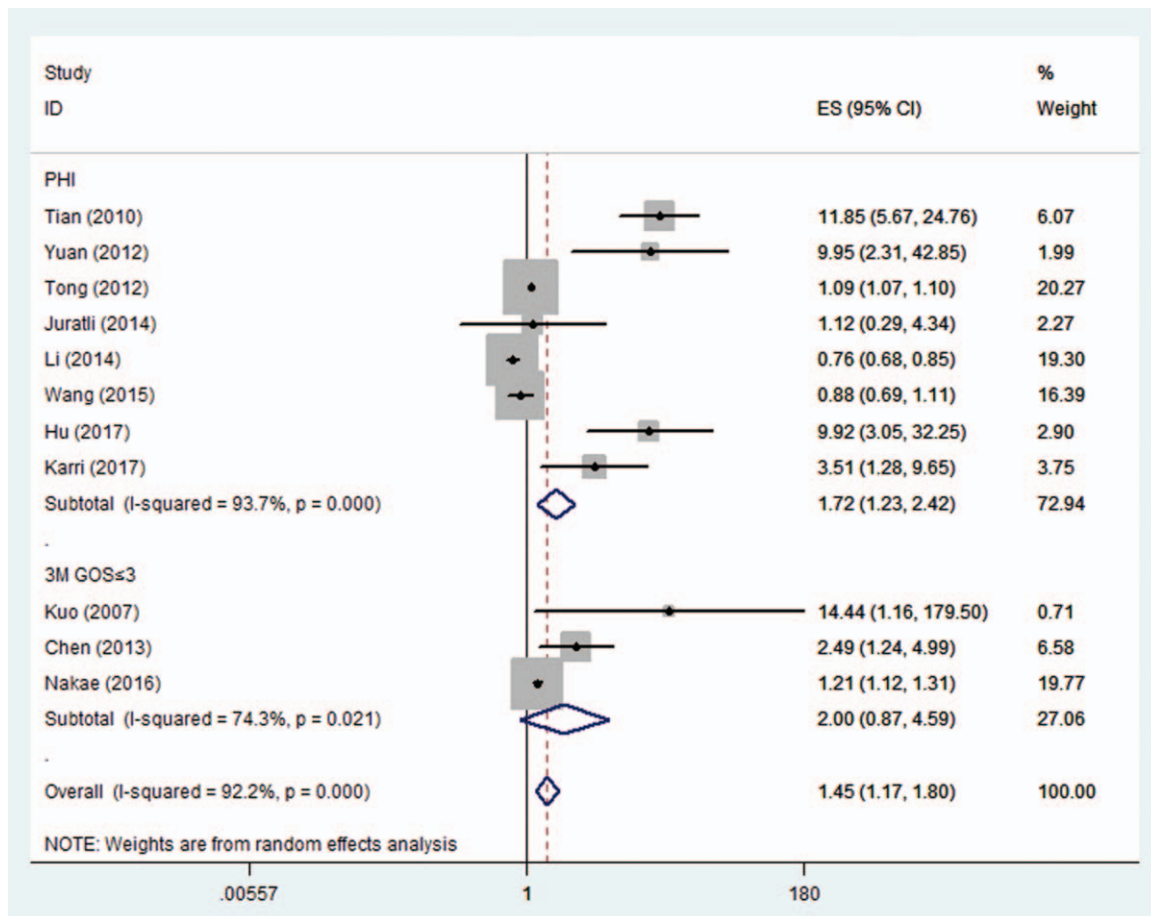 Study %
ID ES (95% CI) Weight
PHI
Tian (2010) 11.85 (5.67, 24.76) 6.07
Yuan (2012) 9.95 (2.31, 42.85) 1.99
Tong (2012) 1.09 (1.07, 1.10) 20.27
Juratli (2014) 1.12 (0.29, 4.34) 2.27
Li (2014) 0.76 (0.68, 0.85) 19.30
Wang (2015) 0.88 (0.69, 1.11) 16.39
Hu (2017) 9.92 (3.05, 32.25) 2.90
Karri (2017) 3.51 (1.28, 9.65) 3.75
Subtotal (I-squared = 93.7%, p = 0.000) 1.72 (1.23, 2.42) 72.94
.
3M GOS≤3
Kuo (2007) 14.44 (1.16, 179.50) 0.71
Chen (2013) 2.49 (1.24, 4.99) 6.58
Nakae (2016) 1.21 (1.12, 1.31) 19.77
Subtotal (I-squared = 74.3%, p = 0.021) 2.00 (0.87, 4.59) 27.06
.
Overall (I-squared = 92.2%, p = 0.000) 1.45 (1.17, 1.80) 100.00
NOTE: Weights are from random effects analysis
.00557 1 180